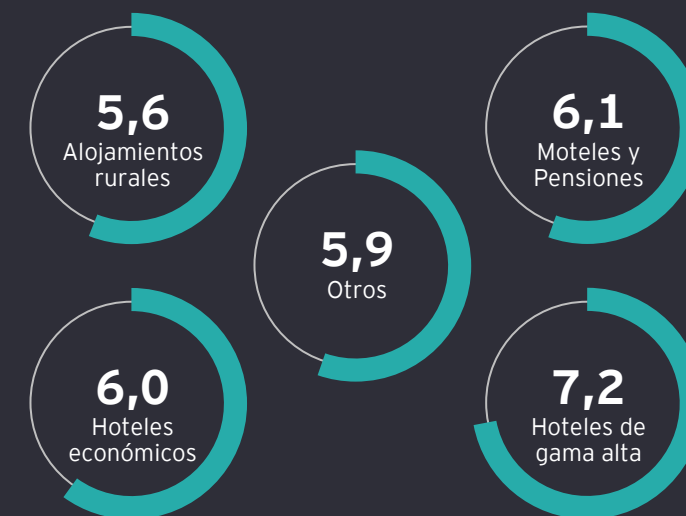 5,6
Alojamientos
rurales
6,1
Moteles y
Pensiones
5,9
Otros
6,0
Hoteles
económicos
7,2
Hoteles de
gama alta